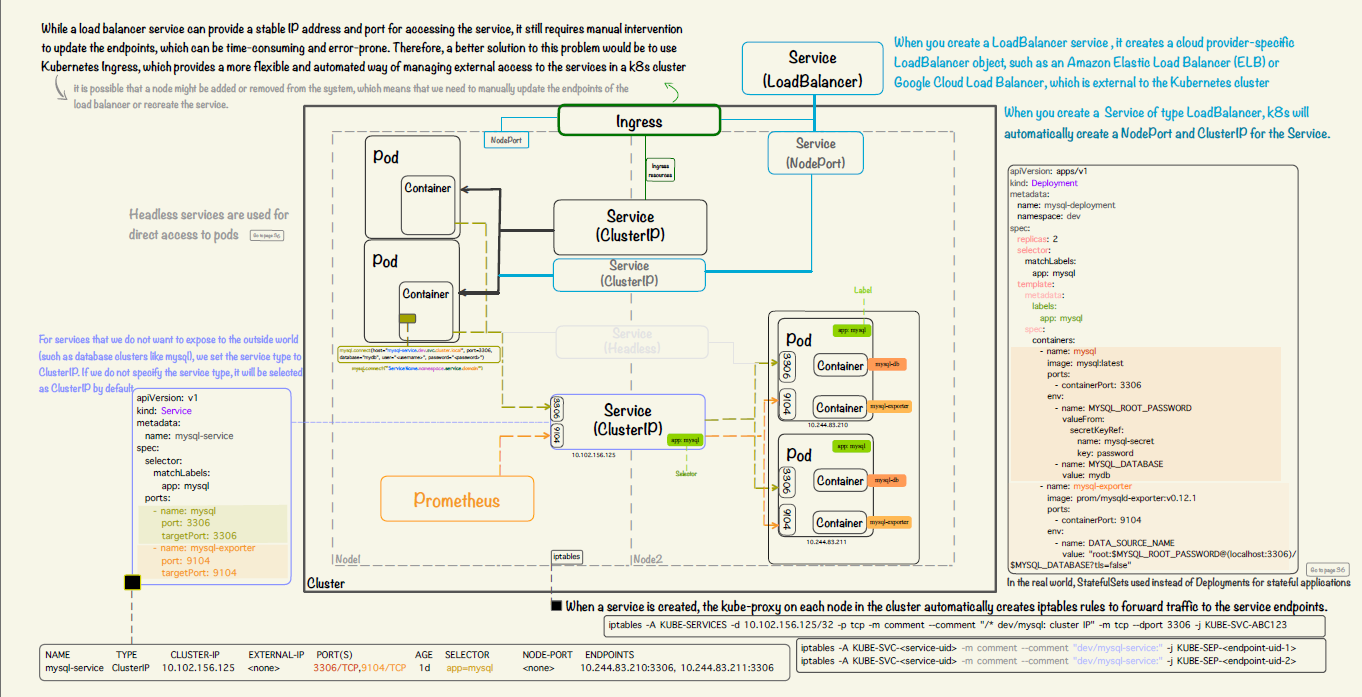 While a load balancer service can provide a stable IP address and port for accessing the service, it still requires manual intervention
to update the endpoints, which can be time-consuming and error-prone. Therefore, a better solution to this problem would be to use
Kubernetes Ingress, which provides a more flexible and automated way of managing external access to the services in a k8s cluster
it is possible that a node might be added or removed from the system, which means that we need to manually update the endpoints of the
load balancer or recreate the service.
Service
(LoadBalancer)
When you create a LoadBalancer service , it creates a cloud provider-specific
LoadBalancer object, such as an Amazon Elastic Load Balancer (ELB) or
Google Cloud Load Balancer, which is external to the Kubernetes cluster
When you create a Service of type LoadBalancer, k8s will
automatically create a NodePort and ClusterIP for the Service.
Ingress
NodePort
Ingress
resources
Service
(NodePort)
Pod
Container
Pod
Container
Service
(ClusterIP)
Service
(ClusterIP)
Service
(Headless)
Headless services are used for
direct access to pods
Go to page 95
For services that we do not want to expose to the outside world
(such as database clusters like mysql), we set the service type to
ClusterIP. If we do not specify the service type, it will be selected
as ClusterIP by default.
mysql.connect(host="mysql-service.dev.svc.cluster.local", port=3306,
database="mydb", user="<username>", password="<password>")
mysql.connect("ServiceName.namespace.service.domain")
apiVersion: v1
kind: Service
metadata:
name: mysql-service
spec:
selector:
matchLabels:
app: mysql
ports:
- name: mysql
port: 3306
targetPort: 3306
- name: mysql-exporter
port: 9104
targetPort: 9104
3306
9104
Service
(ClusterIP)
app: mysql
10.102.156.125
Selector
Prometheus
Label
Pod
app: mysql
3306
Container
mysql-db
9104
Container
mysql-exporter
10.244.83.210
Pod
app: mysql
3306
Container
mysql-db
9104
Container
mysql-exporter
10.244.83.211
Node1
iptables
Node2
Cluster
apiVersion: apps/v1
kind: Deployment
metadata:
name: mysql-deployment
namespace: dev
spec:
replicas: 2
selector:
matchLabels:
app: mysql
template:
metadata:
labels:
app: mysql
spec:
containers:
- name: mysql
image: mysql:latest
ports:
- containerPort: 3306
env:
- name: MYSQL_ROOT_PASSWORD
valueFrom:
secretKeyRef:
name: mysql-secret
key: password
- name: MYSQL_DATABASE
value: mydb
- name: mysql-exporter
image: prom/mysqld-exporter:v0.12.1
ports:
- containerPort: 9104
env:
- name: DATA_SOURCE_NAME
value: "root:$MYSQL_ROOT_PASSWORD@(localhost:3306)/
$MYSQL_DATABASE?tls=false"
Go to page 96
In the real world, StatefulSets used instead of Deployments for stateful applications
When a service is created, the kube-proxy on each node in the cluster automatically creates iptables rules to forward traffic to the service endpoints.
iptables -A KUBE-SERVICES -d 10.102.156.125/32 -p tcp -m comment --comment "/* dev/mysql: cluster IP" -m tcp --dport 3306 -j KUBE-SVC-ABC123
iptables -A KUBE-SVC-<service-uid> -m comment --comment "dev/mysql-service:" -j KUBE-SEP-<endpoint-uid-1>
iptables -A KUBE-SVC-<service-uid> -m comment --comment "dev/mysql-service:" -j KUBE-SEP-<endpoint-uid-2>
NAME TYPE CLUSTER-IP EXTERNAL-IP PORT(S) AGE SELECTOR NODE-PORT ENDPOINTS
mysql-service ClusterIP 10.102.156.125 <none> 3306/TCP,9104/TCP 1d app=mysql <none> 10.244.83.210:3306, 10.244.83.211:3306